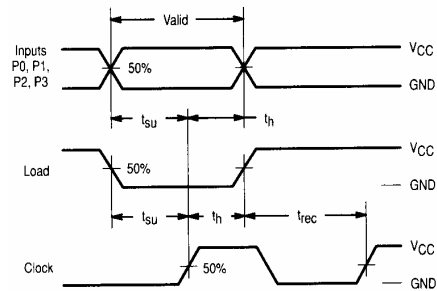 Valid
Inputs
P0, P1,
P2, P3
50%
VCC
GND
tsu
th
Load
50%
VCC
GND
tsu
th
trec
Clock
50%
VCC
GND